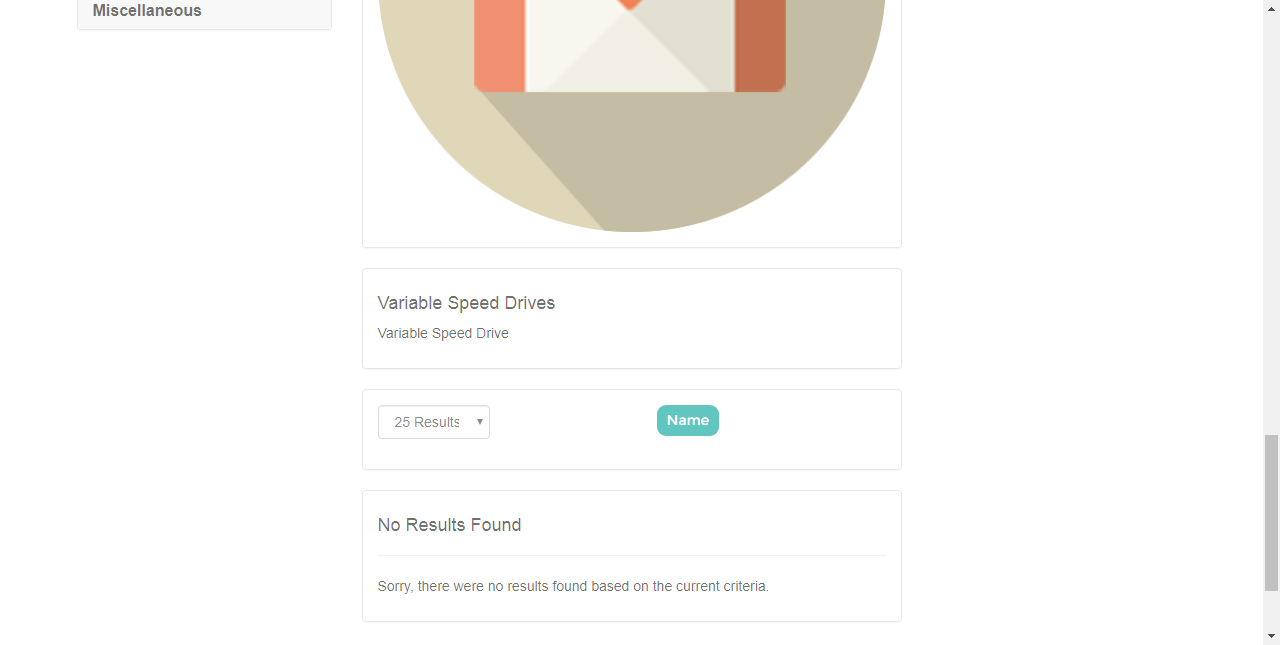 Miscellaneous
Variable Speed Drives
Variable Speed Drive
25 Results
Name
No Results Found
Sorry, there were no results found based on the current criteria.